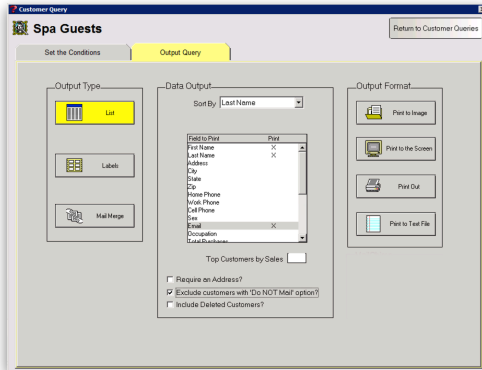 Customer Query
Spa Guests
Return to Customer Queries
Set the Conditions
Output Query
Output Type
List
Labels
Mail Merge
Data Output
Sort By Last Name
Field to Print Print
First Name X
Last Name X
Address
City
State
Zip
Home Phone
Work Phone
Cell Phone
Sex
Email X
Occupation
Total Purchases
Top Customers by Sales
Require an Address?
Exclude customers with 'Do NOT Mail' option?
Include Deleted Customers?
Output Format
Print to Image
Print to the Screen
Print Out
Print to Text File